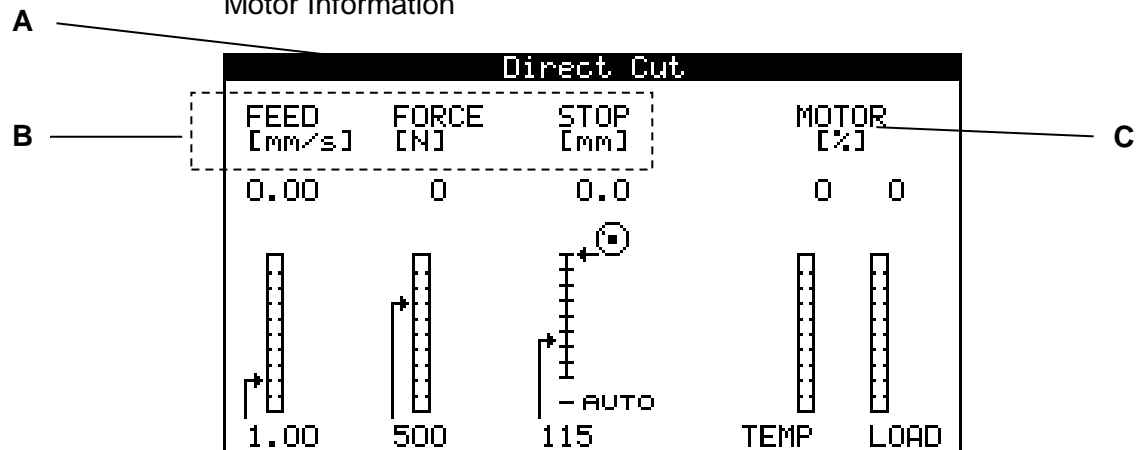 Motor Information
A
Direct Cut
B
FEED FORCE STOP MOTOR
[mm/s] [N] [mm] [%]
C
0.00 0 0.0 0 0
AUTO
1.00 500 115 TEMP LOAD